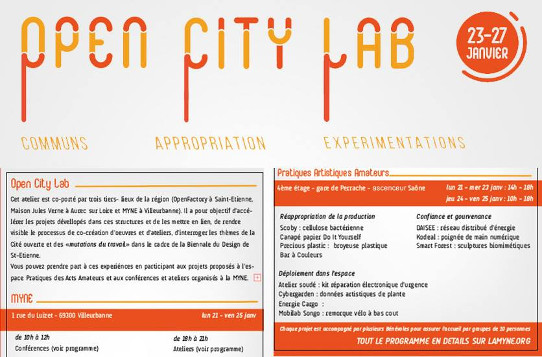 OPEN CITY LAB
23-27
JANVIER
COMMUNS APPROPRIATION EXPERIMENTATIONS
Open City Lab
Cet atelier est co-porté par trois tiers- lieux de la région (OpenFactory à Saint-Etienne,
Maison Jules Verne à Aurec sur Loire et MYNE à Villeurbanne). Il a pour objectif d'accé-
lérer les projets dévellopés dans ces structures et de les mettre en lien, de rendre
visible le processus de co-création d'oeuvres et d'ateliers, d'interroger les thèmes de la
Cité ouverte et des «mutations du travail» dans le cadre de la Biennale du Design de
St-Etienne.
Vous pouvez prendre part à ces expériences en participant aux projets proposés à l'es-
pace Pratiques des Arts Amateurs et aux conférences et ateliers organisés à la MYNE.
MYNE
1 rue du Luizet - 69100 Villeurbanne lun 21 - ven 25 janv
de 10h à 12h
Conférences (voir programme)
de 18h à 21h
Ateliers (voir programme)
Pratiques Artistiques Amateurs
4ème étage - gare de Perrache - ascenceur Saône
lun 21 - mer 23 janv : 14h - 18h
jeu 24 - ven 25 janv : 10h - 18h
Réappropriation de la production
Scoby : cellulose bactérienne
Canapé papier Do It Yourself
Precious plastic : broyeuse plastique
Bar à Couleurs
Confiance et gouvernance
DAISEE : réseau distribué d'énergie
Kodeal : poignée de main numérique
Smart Forest : sculptures biomimétiques
Déploiement dans l'espace
Atelier soudé : kit réparation électronique d'urgence
Cybergarden : données artistiques de plante
Energie Cargo :
Mobilab Songo : remorque vélo à bas cout
Chaque projet est accompagné par plusieurs bénévoles pour assurer l'accueil par groupes de 10 personnes
TOUT LE PROGRAMME EN DETAILS SUR LAMYNE.ORG